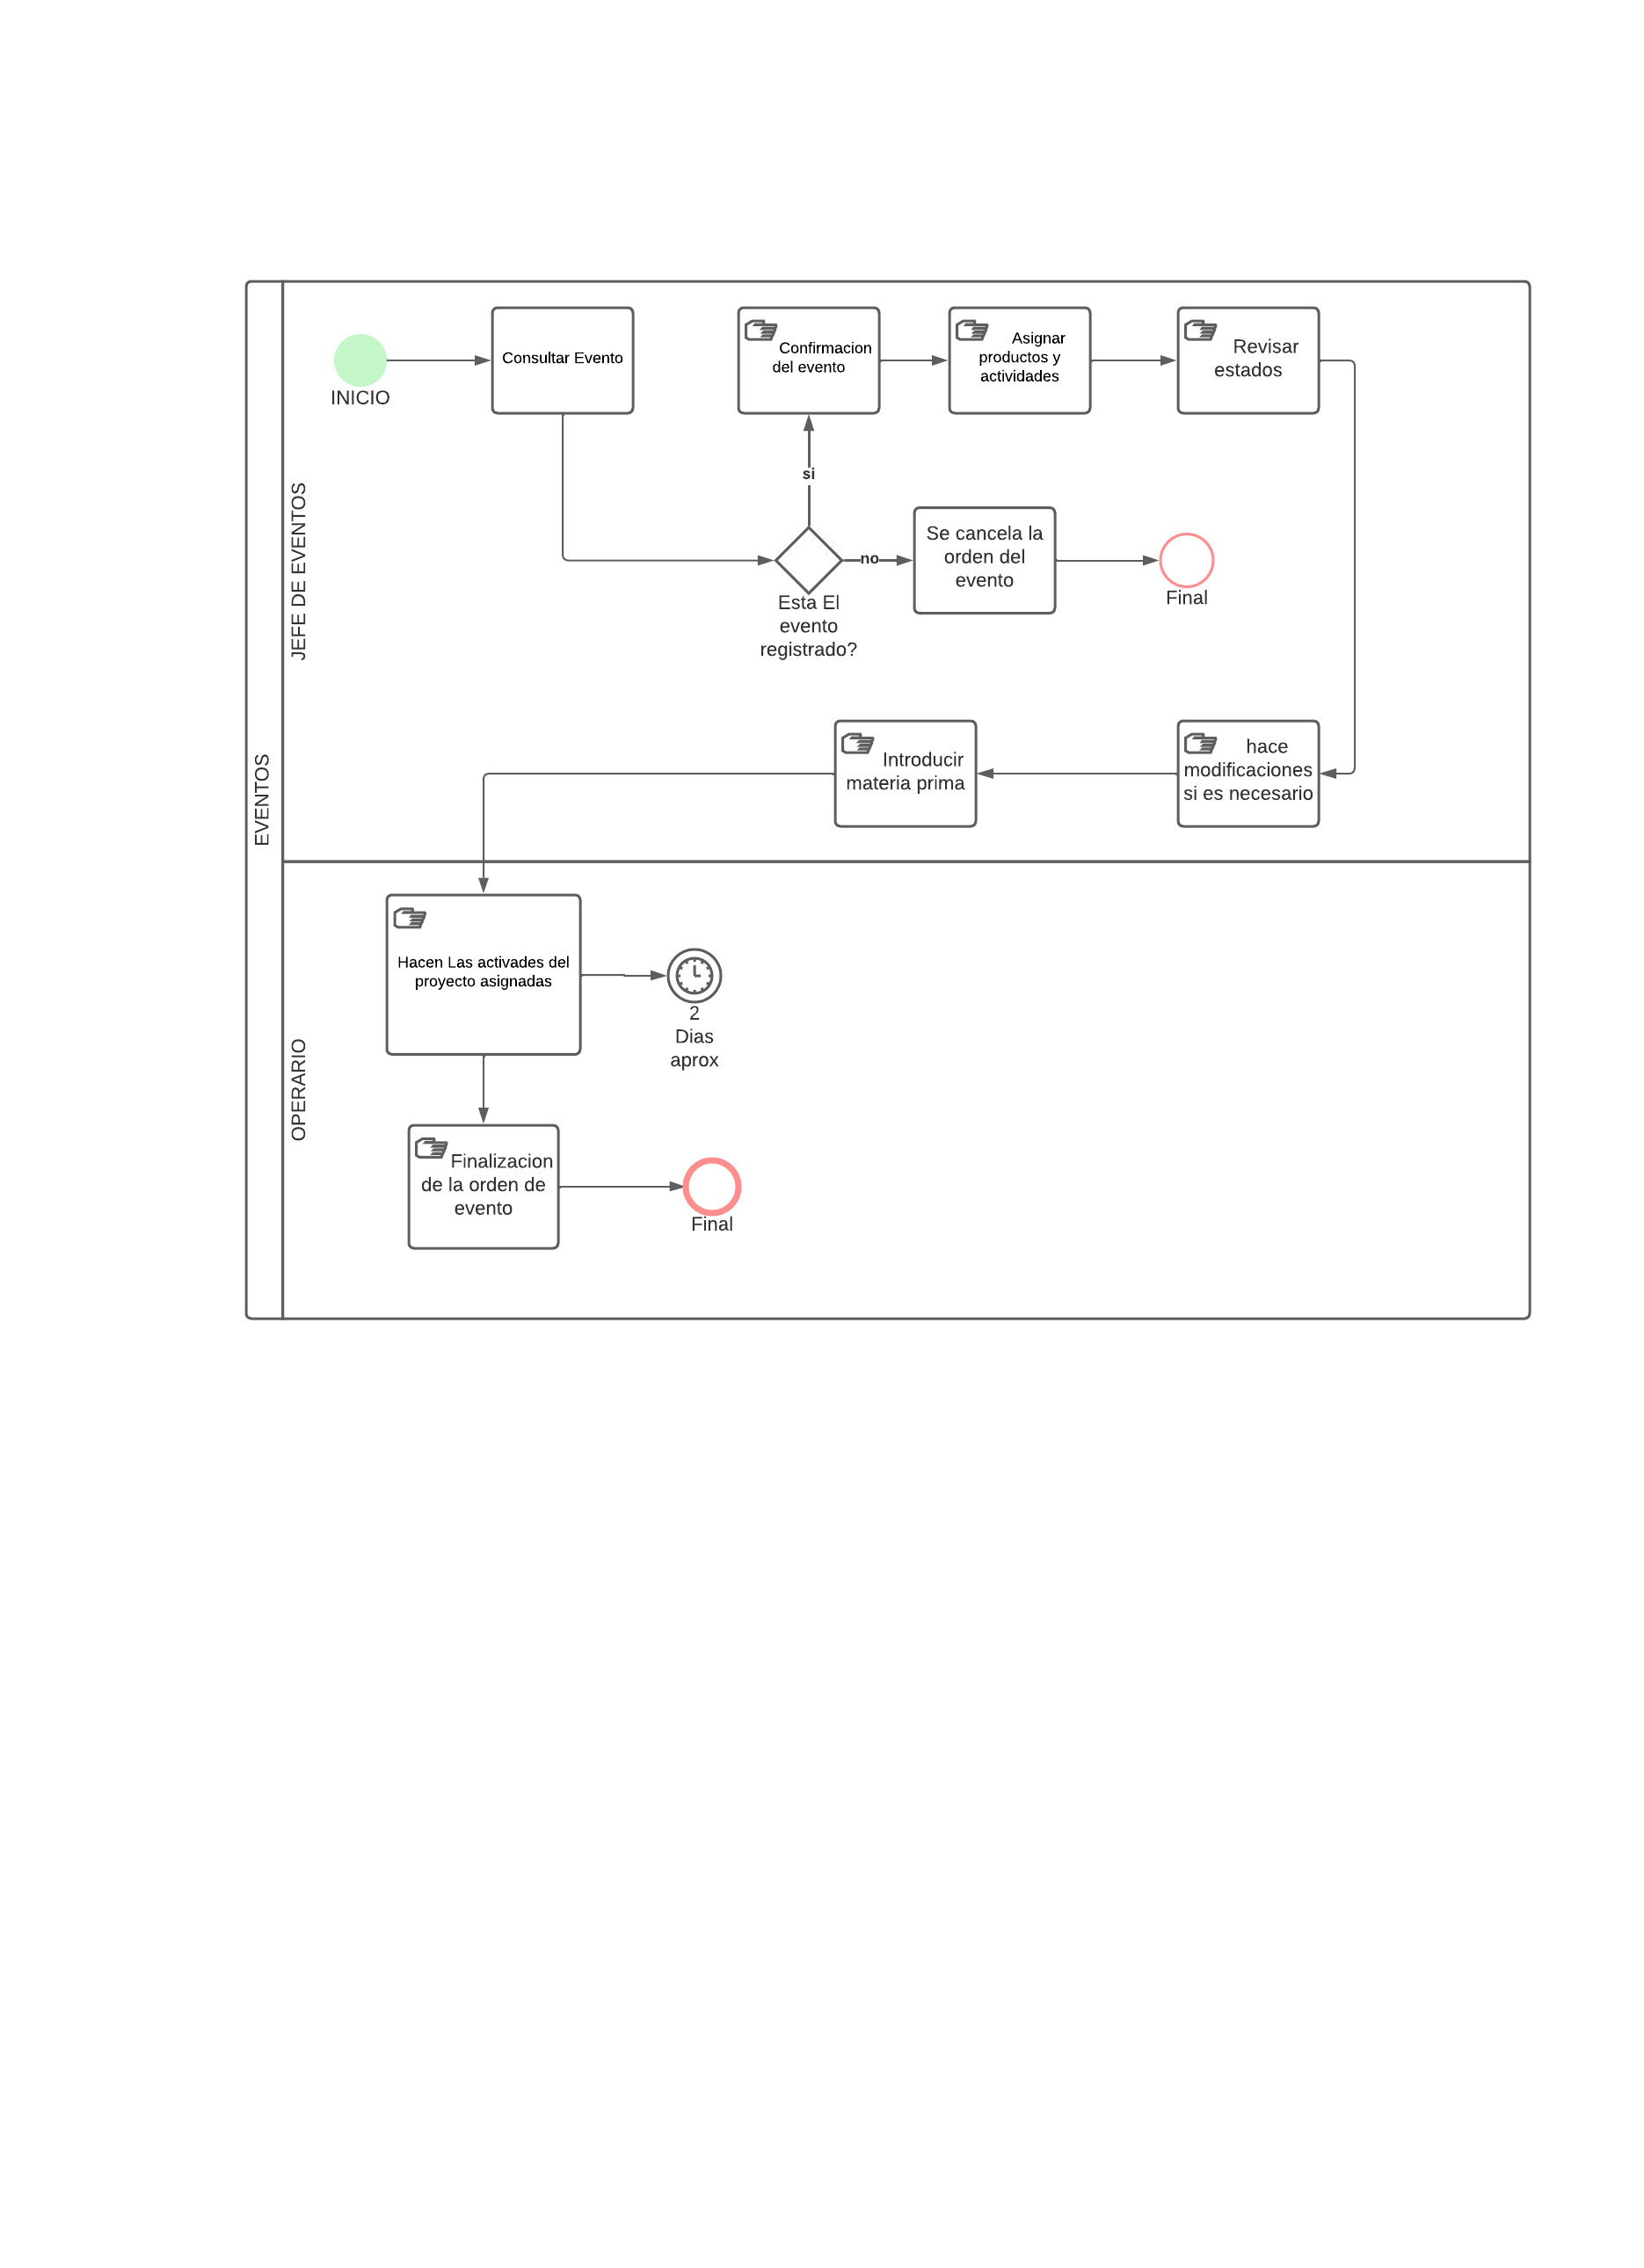 EVENTOS
JEFE DE EVENTOS
INICIO
Consultar Evento
Confirmacion
del evento
Asignar
productos y
actividades
Revisar
estados
si
no
Esta El
evento
registrado?
Se cancela la
orden del
evento
Final
hace
modificaciones
si es necesario
Introducir
materia prima
OPERARIO
Hacen Las activades del
proyecto asignadas
2
Dias
aprox
Finalizacion
de la orden de
evento
Final